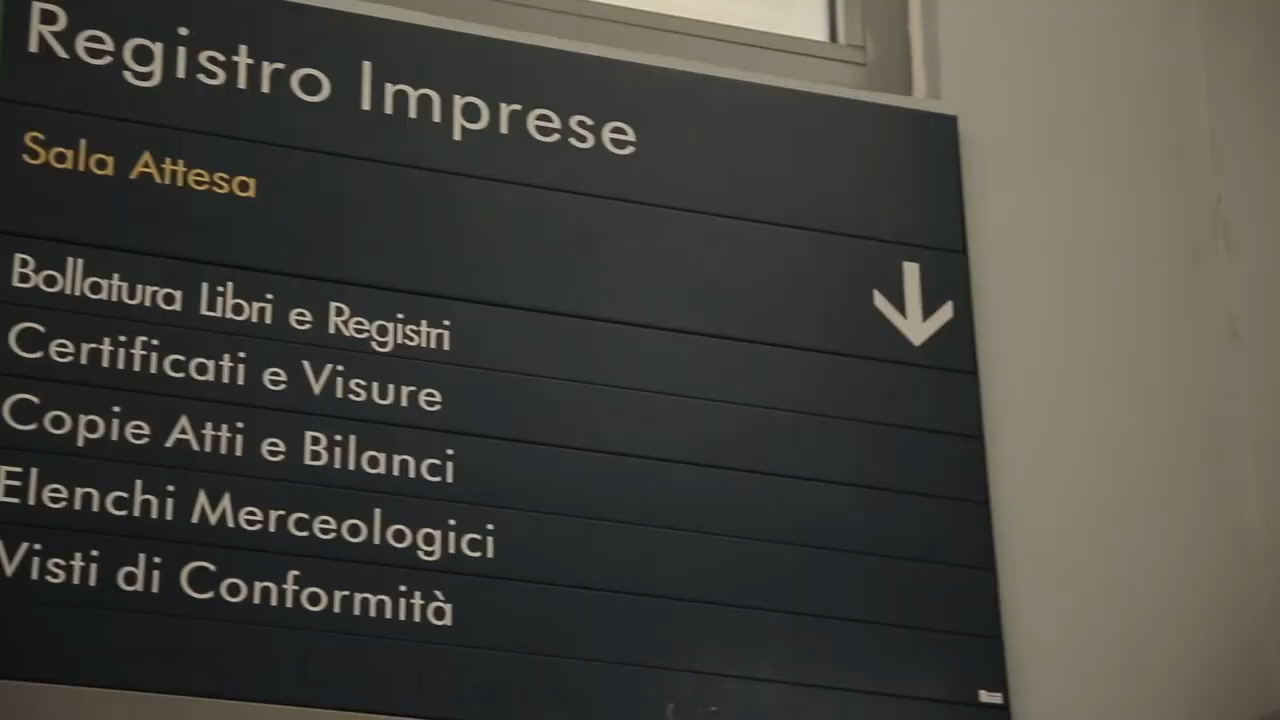 Registro Imprese
Sala Attesa
Bollatura Libri e Registri
Certificati e Visure
Copie Atti e Bilanci
Elenchi Merceologici
Visti di Conformità